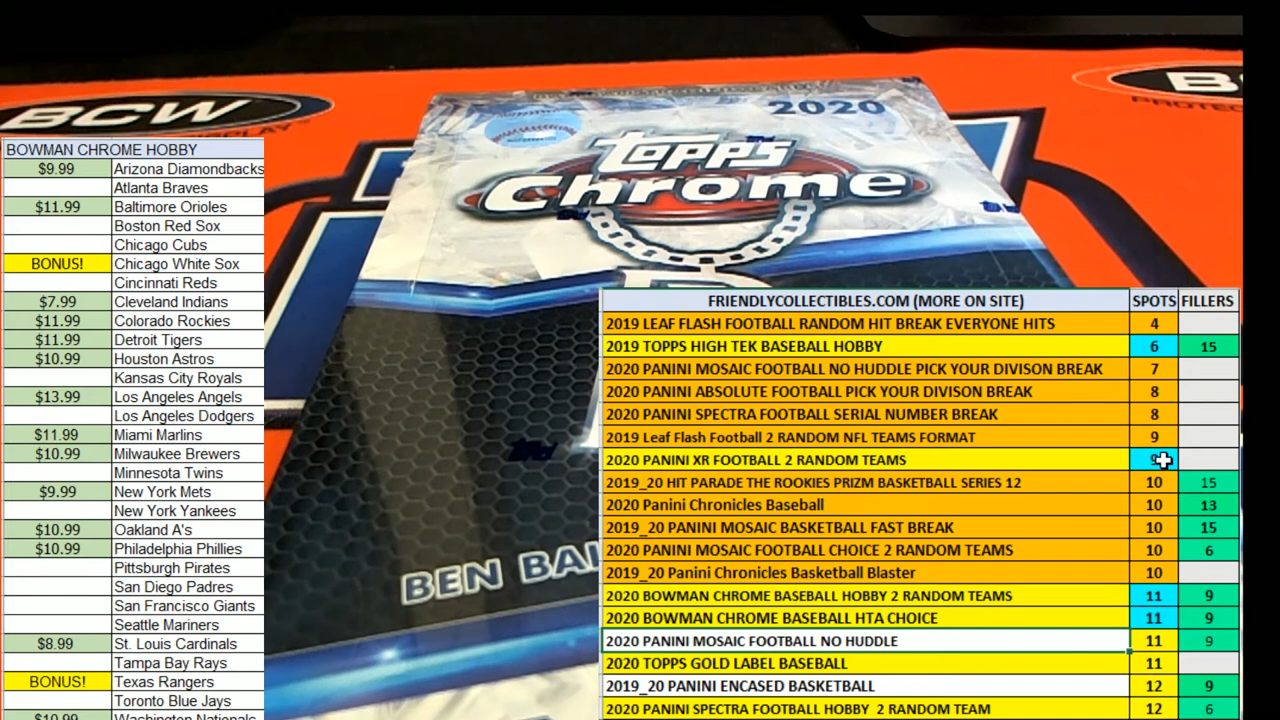 BCW
PLAY
B
PROTEC
2020
TOPPS
Chrome
BEN BA
BOWMAN CHROME HOBBY
$9.99 Arizona Diamondbacks
Atlanta Braves
$11.99 Baltimore Orioles
Boston Red Sox
Chicago Cubs
BONUS! Chicago White Sox
Cincinnati Reds
$7.99 Cleveland Indians
$11.99 Colorado Rockies
$11.99 Detroit Tigers
$10.99 Houston Astros
Kansas City Royals
$13.99 Los Angeles Angels
Los Angeles Dodgers
$11.99 Miami Marlins
$10.99 Milwaukee Brewers
Minnesota Twins
$9.99 New York Mets
New York Yankees
$10.99 Oakland A's
$10.99 Philadelphia Phillies
Pittsburgh Pirates
San Diego Padres
San Francisco Giants
Seattle Mariners
$8.99 St. Louis Cardinals
Tampa Bay Rays
BONUS! Texas Rangers
Toronto Blue Jays
$10.99 Washington Nationals
FRIENDLYCOLLECTIBLES.COM (MORE ON SITE) SPOTS FILLERS
2019 LEAF FLASH FOOTBALL RANDOM HIT BREAK EVERYONE HITS 4
2019 TOPPS HIGH TEK BASEBALL HOBBY 6 15
2020 PANINI MOSAIC FOOTBALL NO HUDDLE PICK YOUR DIVISON BREAK 7
2020 PANINI ABSOLUTE FOOTBALL PICK YOUR DIVISON BREAK 8
2020 PANINI SPECTRA FOOTBALL SERIAL NUMBER BREAK 8
2019 Leaf Flash Football 2 RANDOM NFL TEAMS FORMAT 9
2020 PANINI XR FOOTBALL 2 RANDOM TEAMS 9
2019_20 HIT PARADE THE ROOKIES PRIZM BASKETBALL SERIES 12 10 15
2020 Panini Chronicles Baseball 10 13
2019_20 PANINI MOSAIC BASKETBALL FAST BREAK 10 15
2020 PANINI MOSAIC FOOTBALL CHOICE 2 RANDOM TEAMS 10 6
2019_20 Panini Chronicles Basketball Blaster 10
2020 BOWMAN CHROME BASEBALL HOBBY 2 RANDOM TEAMS 11 9
2020 BOWMAN CHROME BASEBALL HTA CHOICE 11 9
2020 PANINI MOSAIC FOOTBALL NO HUDDLE 11 9
2020 TOPPS GOLD LABEL BASEBALL 11
2019_20 PANINI ENCASED BASKETBALL 12 9
2020 PANINI SPECTRA FOOTBALL HOBBY 2 RANDOM TEAM 12 6